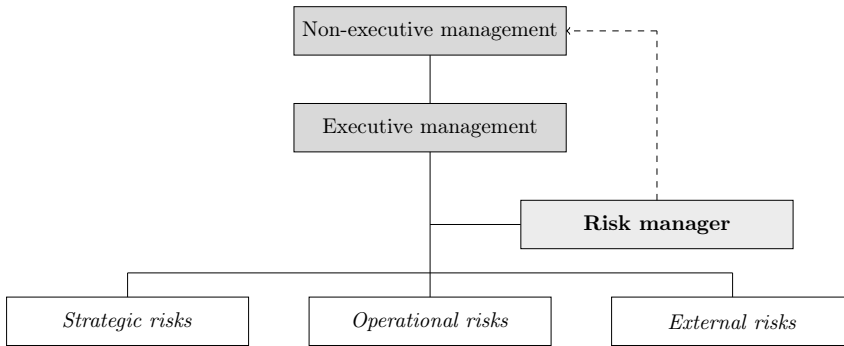 Non-executive management
Executive management
Risk manager
Strategic risks
Operational risks
External risks